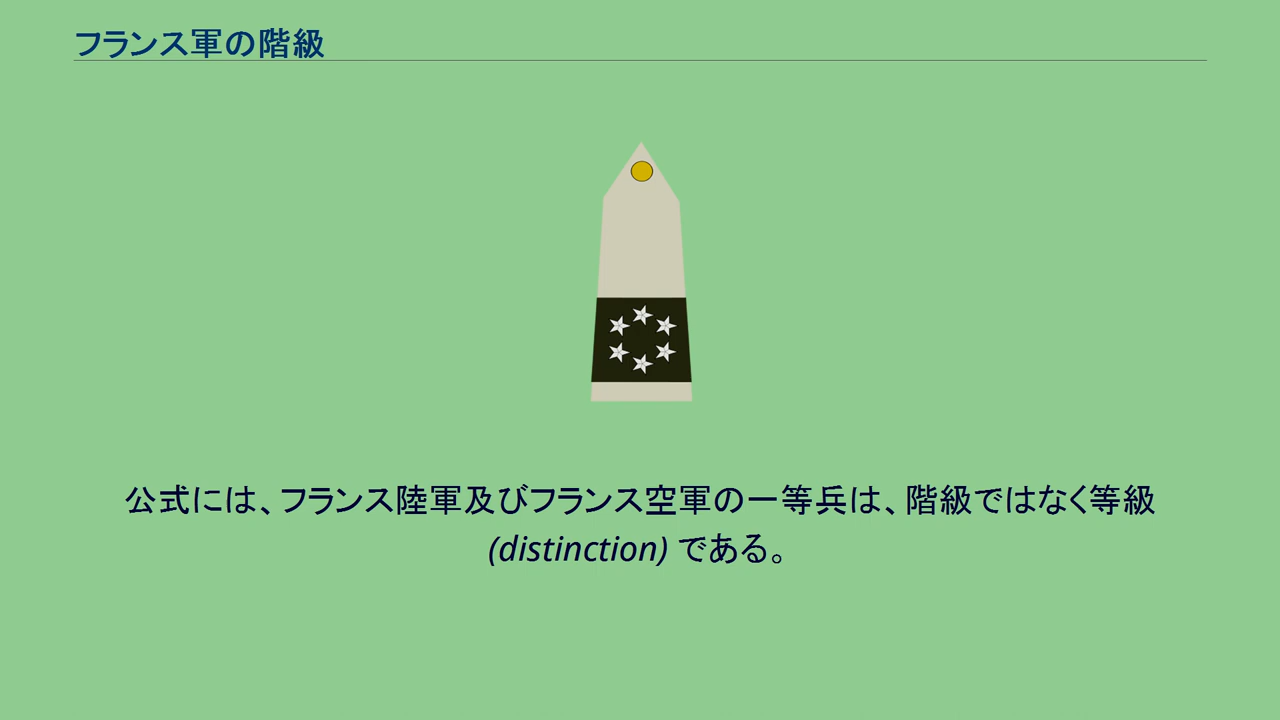 フランス軍の階級
公式には、フランス陸軍及びフランス空軍の一等兵は、階級ではなく等級
(distinction) である。